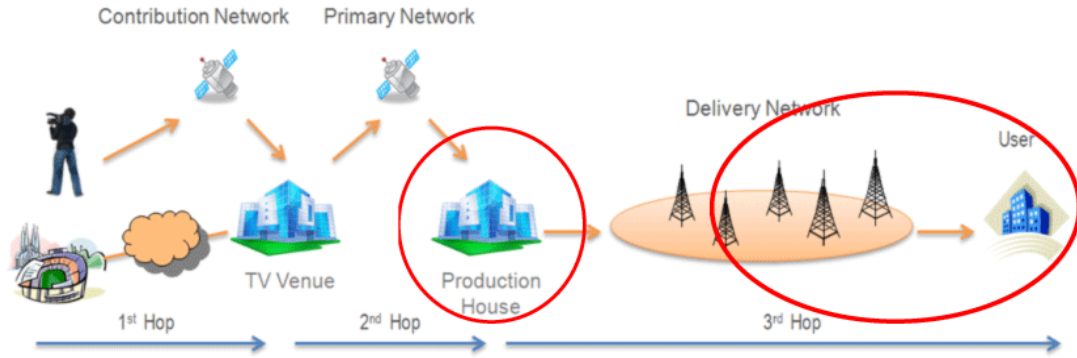 Contribution Network
Primary Network
Delivery Network
User
TV Venue
Production
House
1st Hop
2nd Hop
3rd Hop